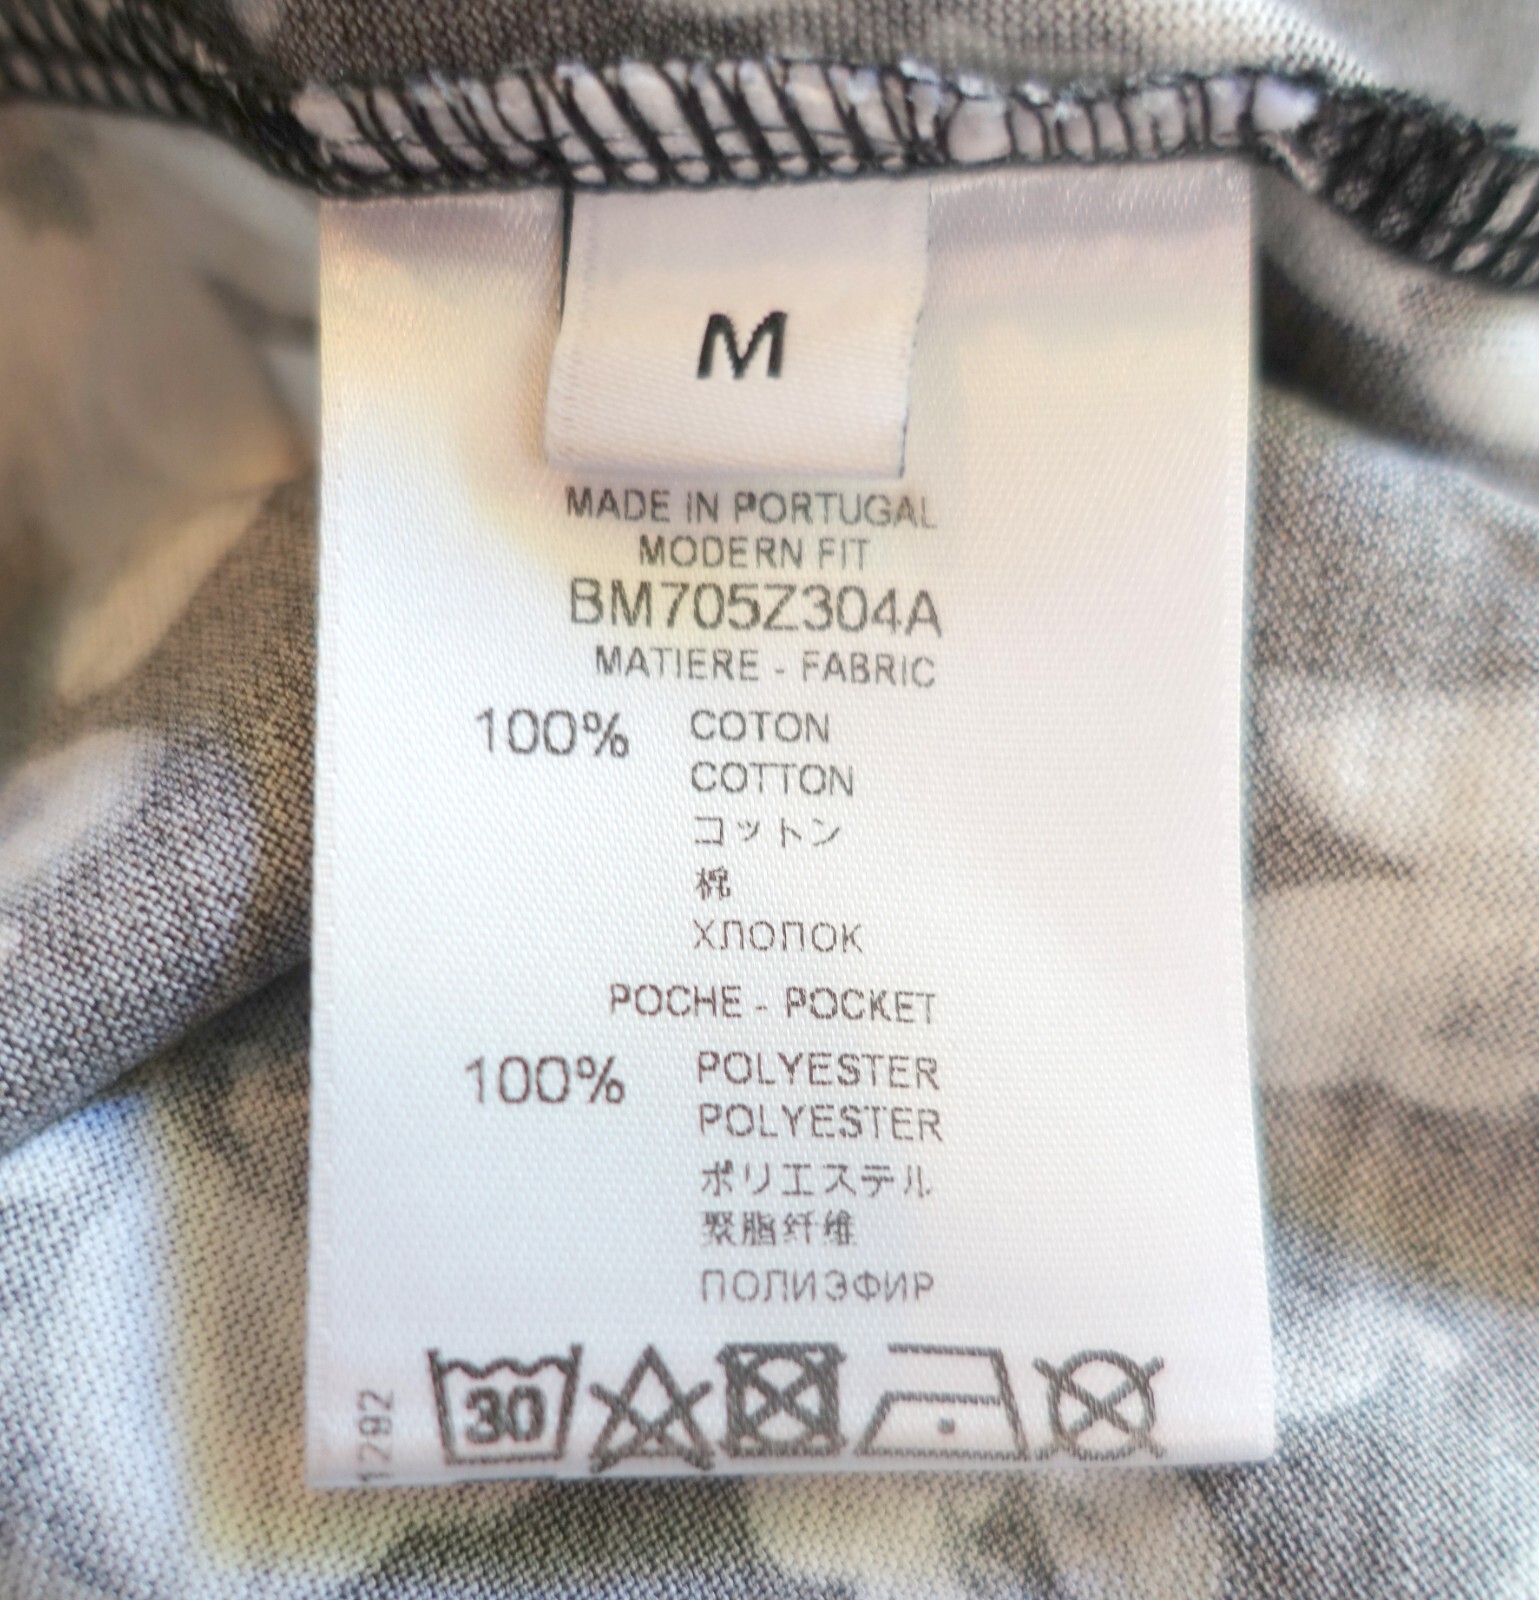 M
MADE IN PORTUGAL
MODERN FIT
BM705Z304A
MATIERE - FABRIC
100% COTON
COTTON
コットン
棉
ХЛОПОК
POCHE - POCKET
100% POLYESTER
POLYESTER
ポリエステル
聚脂纤维
ПОЛИЭФИР
30
1292